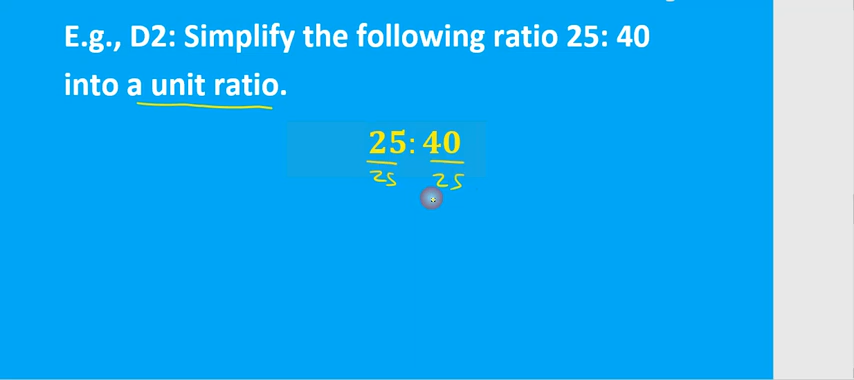 E.g., D2: Simplify the following ratio 25: 40
into a unit ratio.
25: 40
25 25